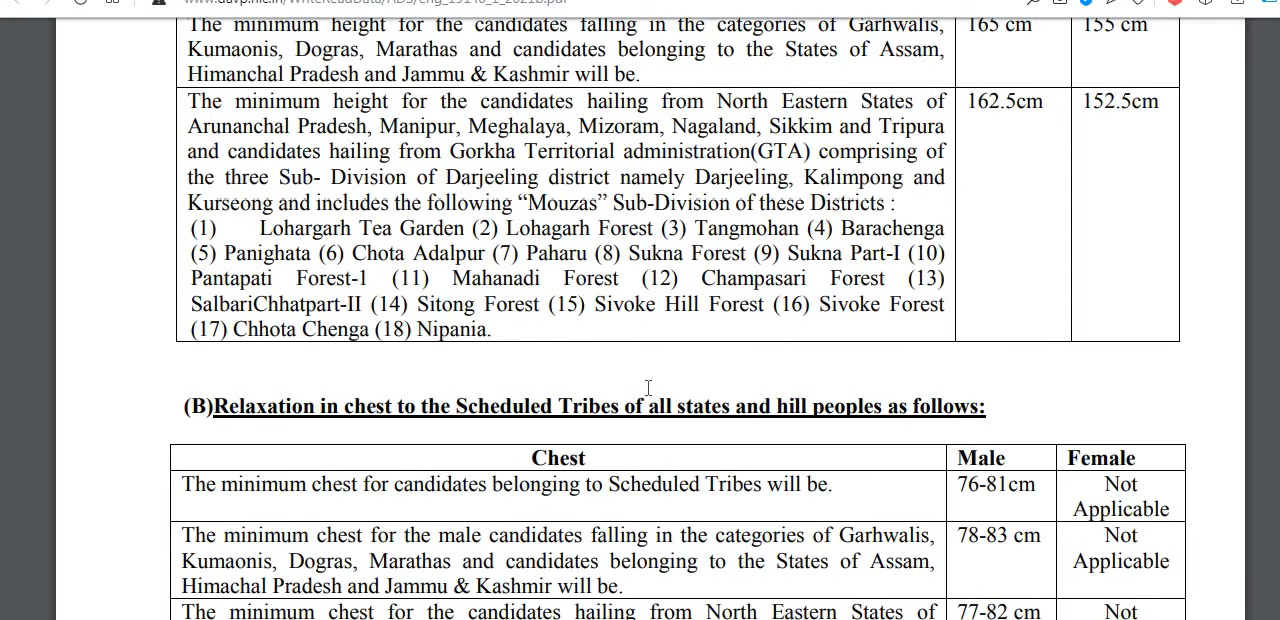 www.davp.nic.in/WriteReadData/ADS/eng_19140_1_2021b.pdf
The minimum height for the candidates falling in the categories of Garhwalis, 165 cm 155 cm
Kumaonis, Dogras, Marathas and candidates belonging to the States of Assam,
Himanchal Pradesh and Jammu & Kashmir will be.
The minimum height for the candidates hailing from North Eastern States of 162.5cm 152.5cm
Arunanchal Pradesh, Manipur, Meghalaya, Mizoram, Nagaland, Sikkim and Tripura
and candidates hailing from Gorkha Territorial administration(GTA) comprising of
the three Sub- Division of Darjeeling district namely Darjeeling, Kalimpong and
Kurseong and includes the following “Mouzas” Sub-Division of these Districts :
(1) Lohargarh Tea Garden (2) Lohagarh Forest (3) Tangmohan (4) Barachenga
(5) Panighata (6) Chota Adalpur (7) Paharu (8) Sukna Forest (9) Sukna Part-I (10)
Pantapati Forest-1 (11) Mahanadi Forest (12) Champasari Forest (13)
SalbariChhatpart-II (14) Sitong Forest (15) Sivoke Hill Forest (16) Sivoke Forest
(17) Chhota Chenga (18) Nipania.
(B)Relaxation in chest to the Scheduled Tribes of all states and hill peoples as follows:
Chest Male Female
The minimum chest for candidates belonging to Scheduled Tribes will be. 76-81cm Not
Applicable
The minimum chest for the male candidates falling in the categories of Garhwalis, 78-83 cm Not
Kumaonis, Dogras, Marathas and candidates belonging to the States of Assam, Applicable
Himachal Pradesh and Jammu & Kashmir will be.
The minimum chest for the candidates hailing from North Eastern States of 77-82 cm Not